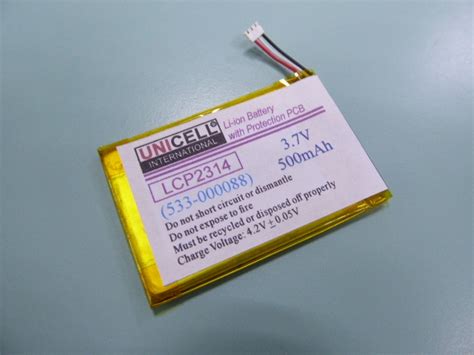 UNICELL®
INTERNATIONAL
Li-ion Battery
with Protection PCB
LCP2314
3.7V
(533-000088)
500mAh
Do not short circuit or dismantle
Do not expose to fire
Must be recycled or disposed off properly
Charge Voltage: 4.2V ± 0.05V